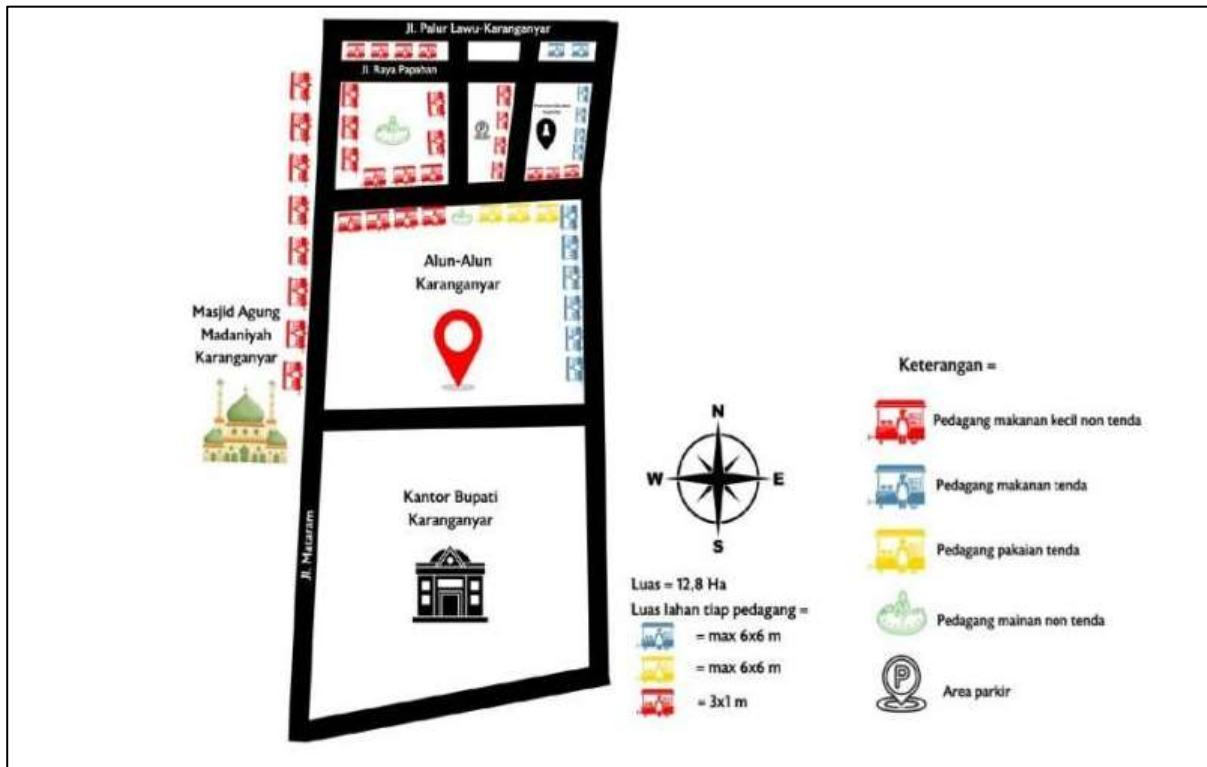 Jl. Palur Lawu-Karanganyar
Jl. Raya Papahan
P
Alun-Alun
Karanganyar
Masjid Agung
Madaniyah
Karanganyar
Kantor Bupati
Karanganyar
Jl. Mataram
N
W
E
S
Luas = 12,8 Ha
Luas lahan tiap pedagang =
= max 6x6 m
= max 6x6 m
= 3x1 m
Keterangan =
Pedagang makanan kecil non tenda
Pedagang makanan tenda
Pedagang pakaian tenda
Pedagang mainan non tenda
P
Area parkir